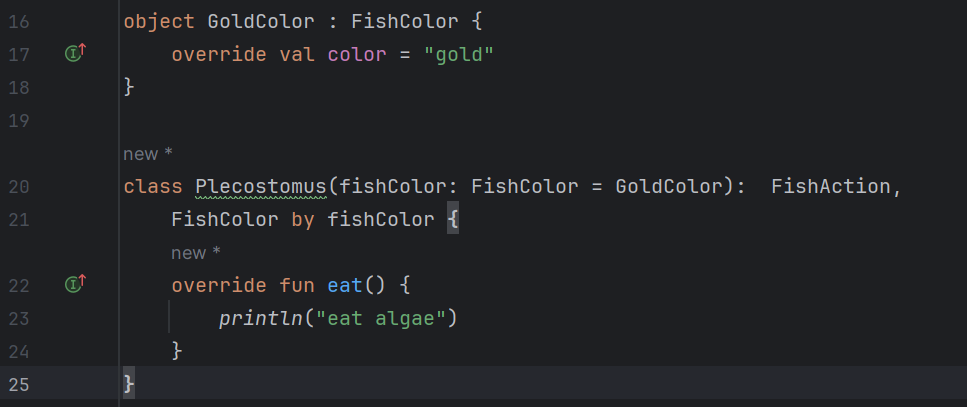 16 object GoldColor : FishColor {
17 override val color = "gold"
18 }
19
new *
20 class Plecostomus(fishColor: FishColor = GoldColor):  FishAction,
21 FishColor by fishColor {
new *
22 override fun eat() {
23 println("eat algae")
24 }
25 }